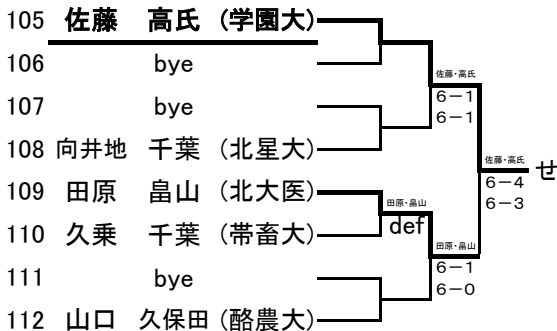 105 佐藤 高氏 (学園大)
106 bye
107 bye
108 向井地 千葉 (北星大)
109 田原 畠山 (北大医)
110 久乗 千葉 (帯畜大)
111 bye
112 山口 久保田 (酪農大)
佐藤・高氏
6-1
6-1
田原・畠山
def
田原・畠山
6-1
6-0
佐藤・高氏
6-4
6-3
せ